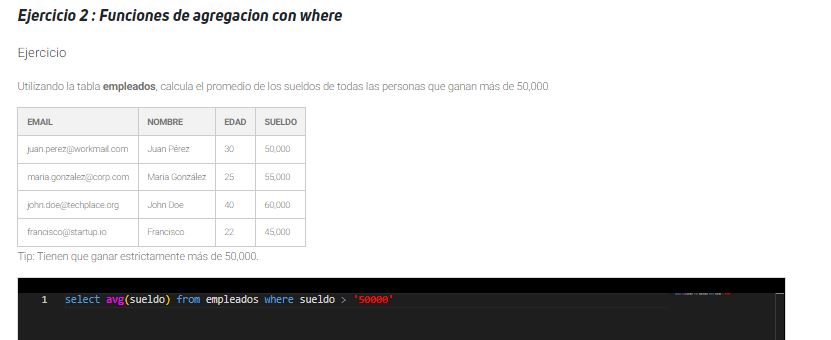 Ejercicio 2 : Funciones de agregacion con where
Ejercicio
Utilizando la tabla empleados, calcula el promedio de los sueldos de todas las personas que ganan más de 50,000
EMAIL NOMBRE EDAD SUELDO
juan.perez@workmail.com Juan Pérez 30 50,000
maria.gonzalez@corp.com Maria González 25 55,000
john.doe@techplace.org John Doe 40 60,000
francisco@startup.io Francisco 22 45,000
Tip: Tienen que ganar estrictamente más de 50,000.
1 select avg(sueldo) from empleados where sueldo > '50000'